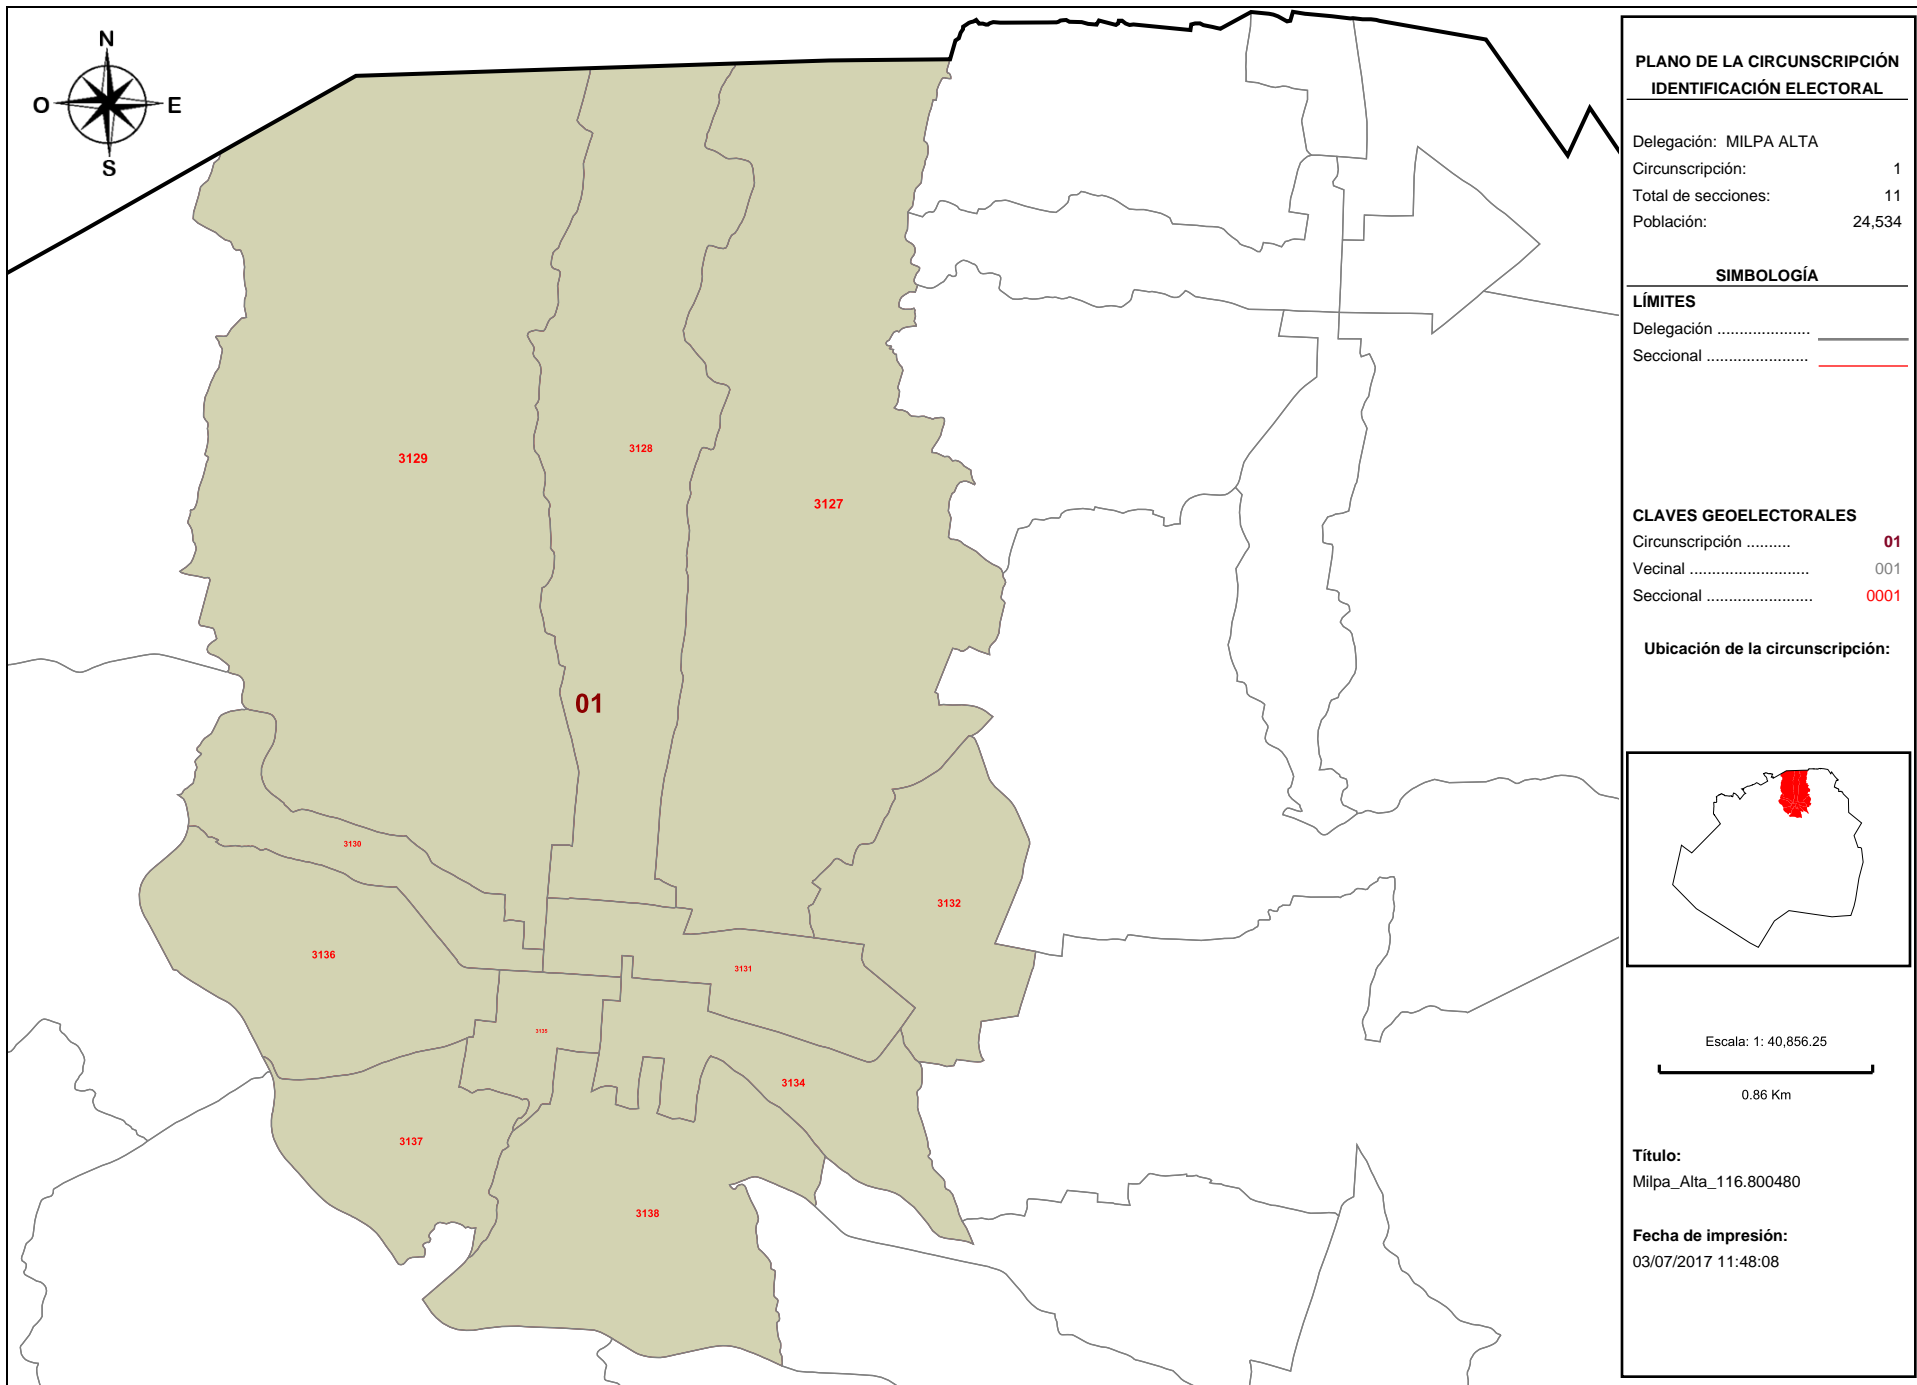 N
O E
S
3129
3128
3127
01
3130
3132
3136
3131
3135
3134
3137
3138
PLANO DE LA CIRCUNSCRIPCIÓN
IDENTIFICACIÓN ELECTORAL
Delegación: MILPA ALTA
Circunscripción: 1
Total de secciones: 11
Población: 24,534
SIMBOLOGÍA
LÍMITES
Delegación .....................
Seccional .......................
CLAVES GEOELECTORALES
Circunscripción .......... 01
Vecinal ........................... 001
Seccional ........................ 0001
Ubicación de la circunscripción:
Escala: 1: 40,856.25
0.86 Km
Título:
Milpa_Alta_116.800480
Fecha de impresión:
03/07/2017 11:48:08